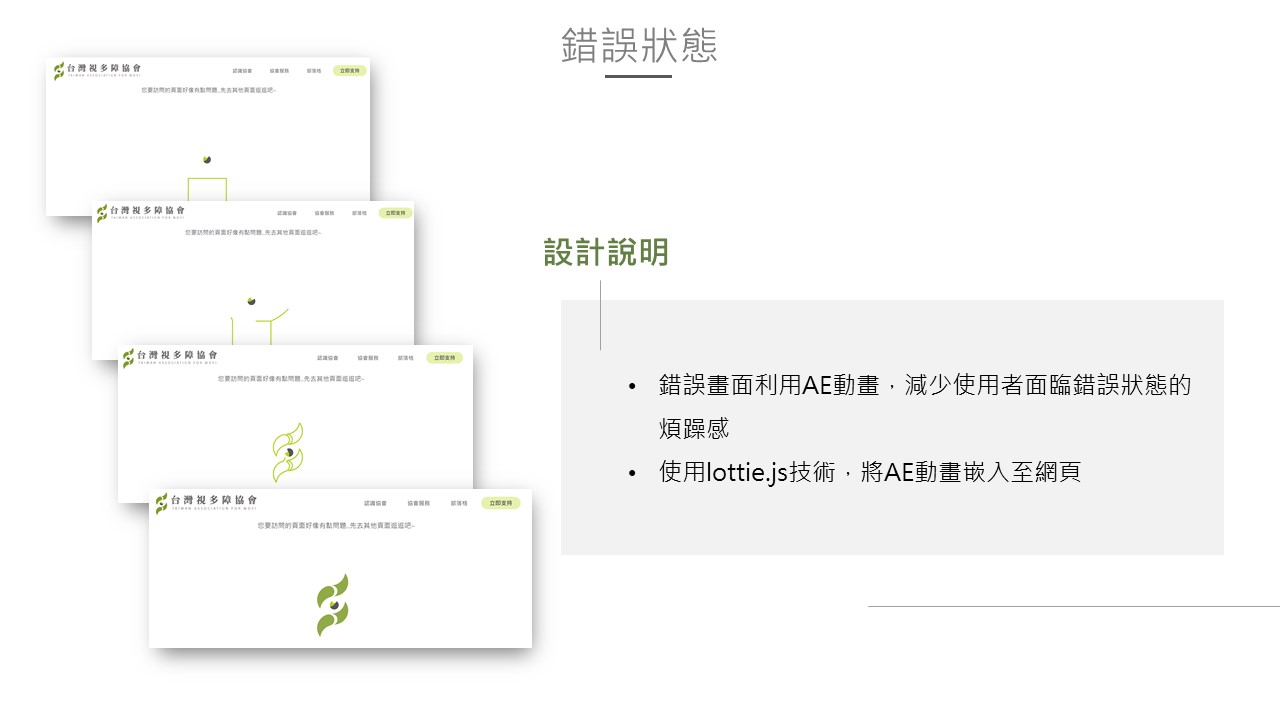 錯誤狀態
台灣視多障協會
TAIWAN ASSOCIATION FOR MDVI
認識協會 協會服務 部落格 立即支持
您要訪問的頁面好像有點問題...先去其他頁面逛逛吧~
台灣視多障協會
TAIWAN ASSOCIATION FOR MDVI
認識協會 協會服務 部落格 立即支持
您要訪問的頁面好像有點問題...先去其他頁面逛逛吧~
台灣視多障協會
TAIWAN ASSOCIATION FOR MDVI
認識協會 協會服務 部落格 立即支持
您要訪問的頁面好像有點問題...先去其他頁面逛逛吧~
台灣視多障協會
TAIWAN ASSOCIATION FOR MDVI
認識協會 協會服務 部落格 立即支持
您要訪問的頁面好像有點問題...先去其他頁面逛逛吧~
設計說明
• 錯誤畫面利用AE動畫，減少使用者面臨錯誤狀態的
煩躁感
• 使用lottie.js技術，將AE動畫嵌入至網頁